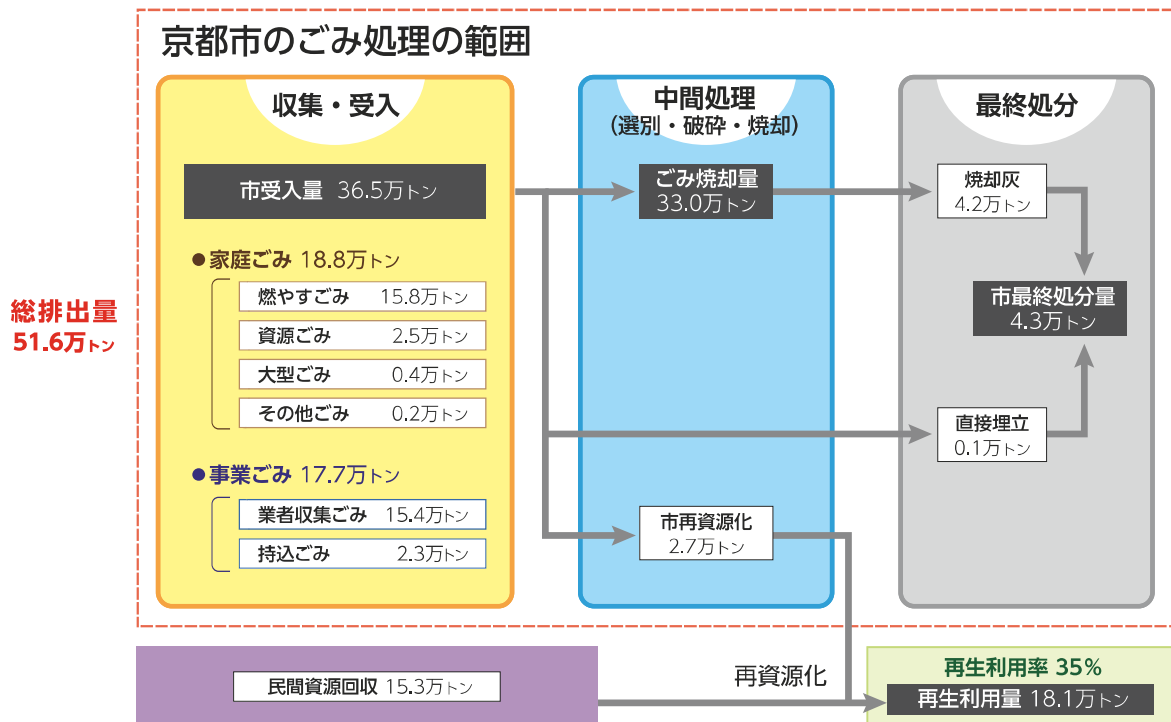 京都市のごみ処理の範囲
総排出量
51.6万トン
収集・受入
市受入量 36.5万トン
●家庭ごみ 18.8万トン
燃やすごみ 15.8万トン
資源ごみ 2.5万トン
大型ごみ 0.4万トン
その他ごみ 0.2万トン
●事業ごみ 17.7万トン
業者収集ごみ 15.4万トン
持込ごみ 2.3万トン
中間処理
(選別・破砕・焼却)
ごみ焼却量
33.0万トン
市再資源化
2.7万トン
最終処分
焼却灰
4.2万トン
市最終処分量
4.3万トン
直接埋立
0.1万トン
民間資源回収 15.3万トン
再資源化
再生利用率 35%
再生利用量 18.1万トン